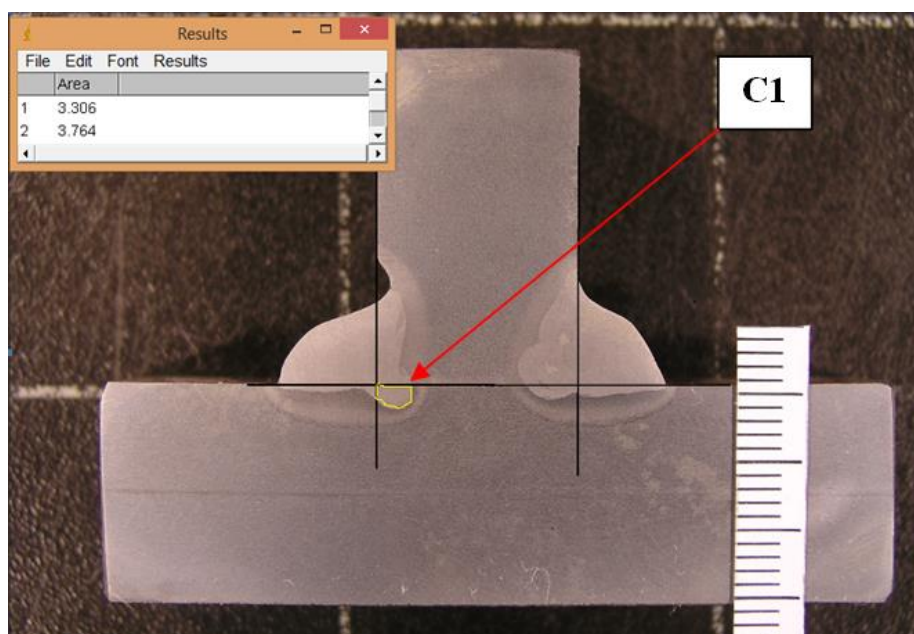 Results
File Edit Font Results
Area
1 3.306
2 3.764
C1